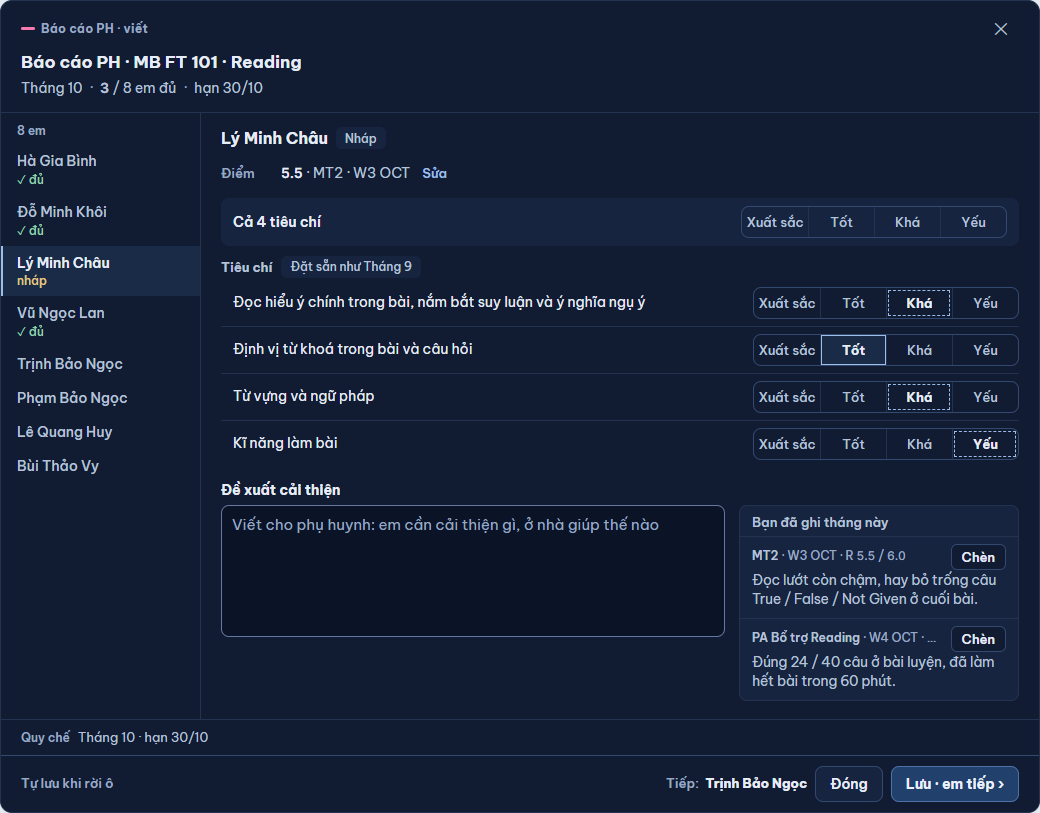 Báo cáo PH · viết
Báo cáo PH · MB FT 101 · Reading
Tháng 10 · 3 / 8 em đủ · hạn 30/10
8 em
Hà Gia Bình
✓ đủ
Đỗ Minh Khôi
✓ đủ
Lý Minh Châu
nháp
Vũ Ngọc Lan
✓ đủ
Trịnh Bảo Ngọc
Phạm Bảo Ngọc
Lê Quang Huy
Bùi Thảo Vy
Lý Minh Châu Nháp
Điểm 5.5 · MT2 · W3 OCT Sửa
Cả 4 tiêu chí Xuất sắc Tốt Khá Yếu
Tiêu chí Đặt sẵn như Tháng 9
Đọc hiểu ý chính trong bài, nắm bắt suy luận và ý nghĩa ngụ ý Xuất sắc Tốt Khá Yếu
Định vị từ khoá trong bài và câu hỏi Xuất sắc Tốt Khá Yếu
Từ vựng và ngữ pháp Xuất sắc Tốt Khá Yếu
Kĩ năng làm bài Xuất sắc Tốt Khá Yếu
Đề xuất cải thiện
Viết cho phụ huynh: em cần cải thiện gì, ở nhà giúp thế nào
Bạn đã ghi tháng này
MT2 · W3 OCT · R 5.5 / 6.0 Chèn
Đọc lướt còn chậm, hay bỏ trống câu
True / False / Not Given ở cuối bài.
PA Bổ trợ Reading · W4 OCT · ... Chèn
Đúng 24 / 40 câu ở bài luyện, đã làm
hết bài trong 60 phút.
Quy chế Tháng 10 · hạn 30/10
Tự lưu khi rời ô
Tiếp: Trịnh Bảo Ngọc Đóng Lưu · em tiếp ›